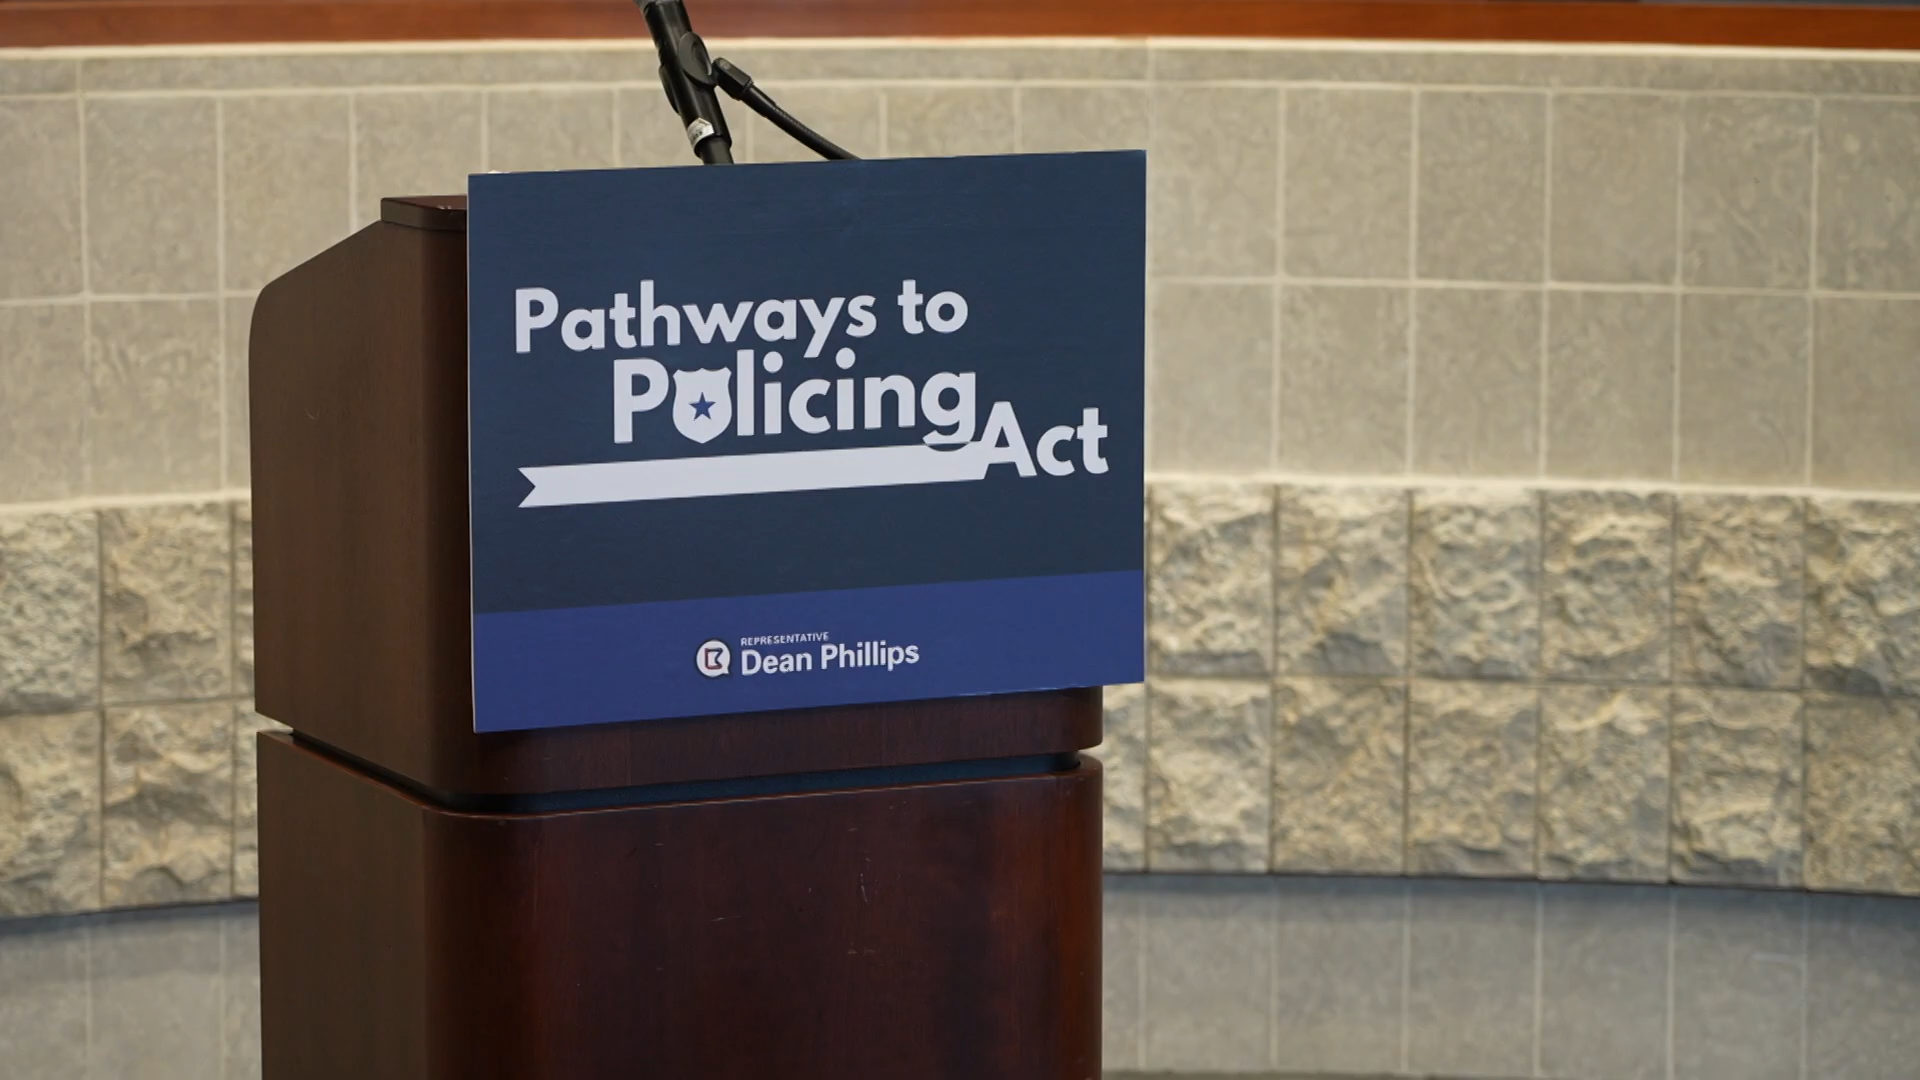 Pathways to
Policing
Act
REPRESENTATIVE
Dean Phillips